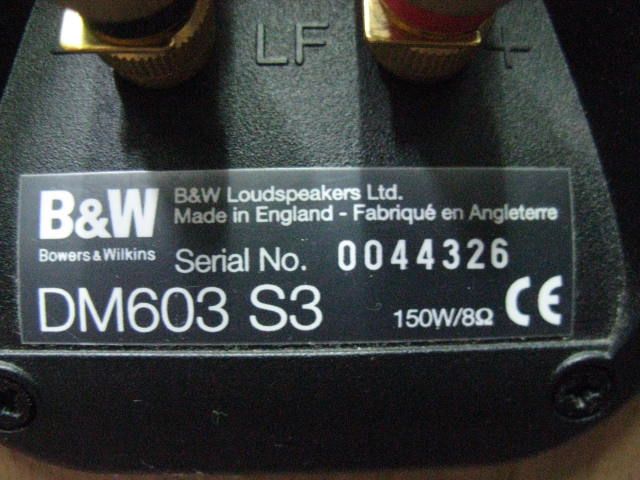 - LF +
B&W
Bowers & Wilkins
B&W Loudspeakers Ltd.
Made in England - Fabriqué en Angleterre
Serial No. 0044326
DM603 S3
150W/8Ω CE